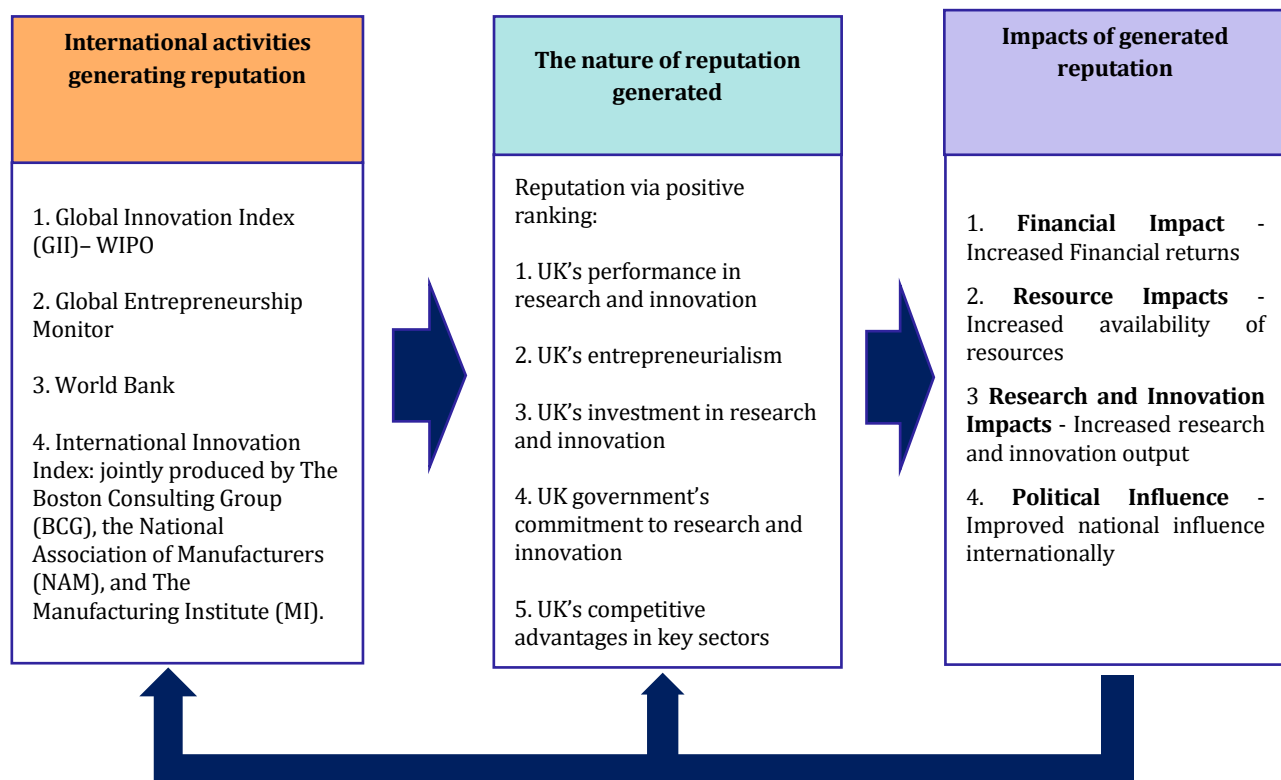 International activities
generating reputation
1. Global Innovation Index
(GII)– WIPO
2. Global Entrepreneurship
Monitor
3. World Bank
4. International Innovation
Index: jointly produced by The
Boston Consulting Group
(BCG), the National
Association of Manufacturers
(NAM), and The
Manufacturing Institute (MI).
The nature of reputation
generated
Reputation via positive
ranking:
1. UK’s performance in
research and innovation
2. UK’s entrepreneurialism
3. UK’s investment in research
and innovation
4. UK government’s
commitment to research and
innovation
5. UK’s competitive
advantages in key sectors
Impacts of generated
reputation
1. Financial Impact -
Increased Financial returns
2. Resource Impacts -
Increased availability of
resources
3 Research and Innovation
Impacts - Increased research
and innovation output
4. Political Influence -
Improved national influence
internationally